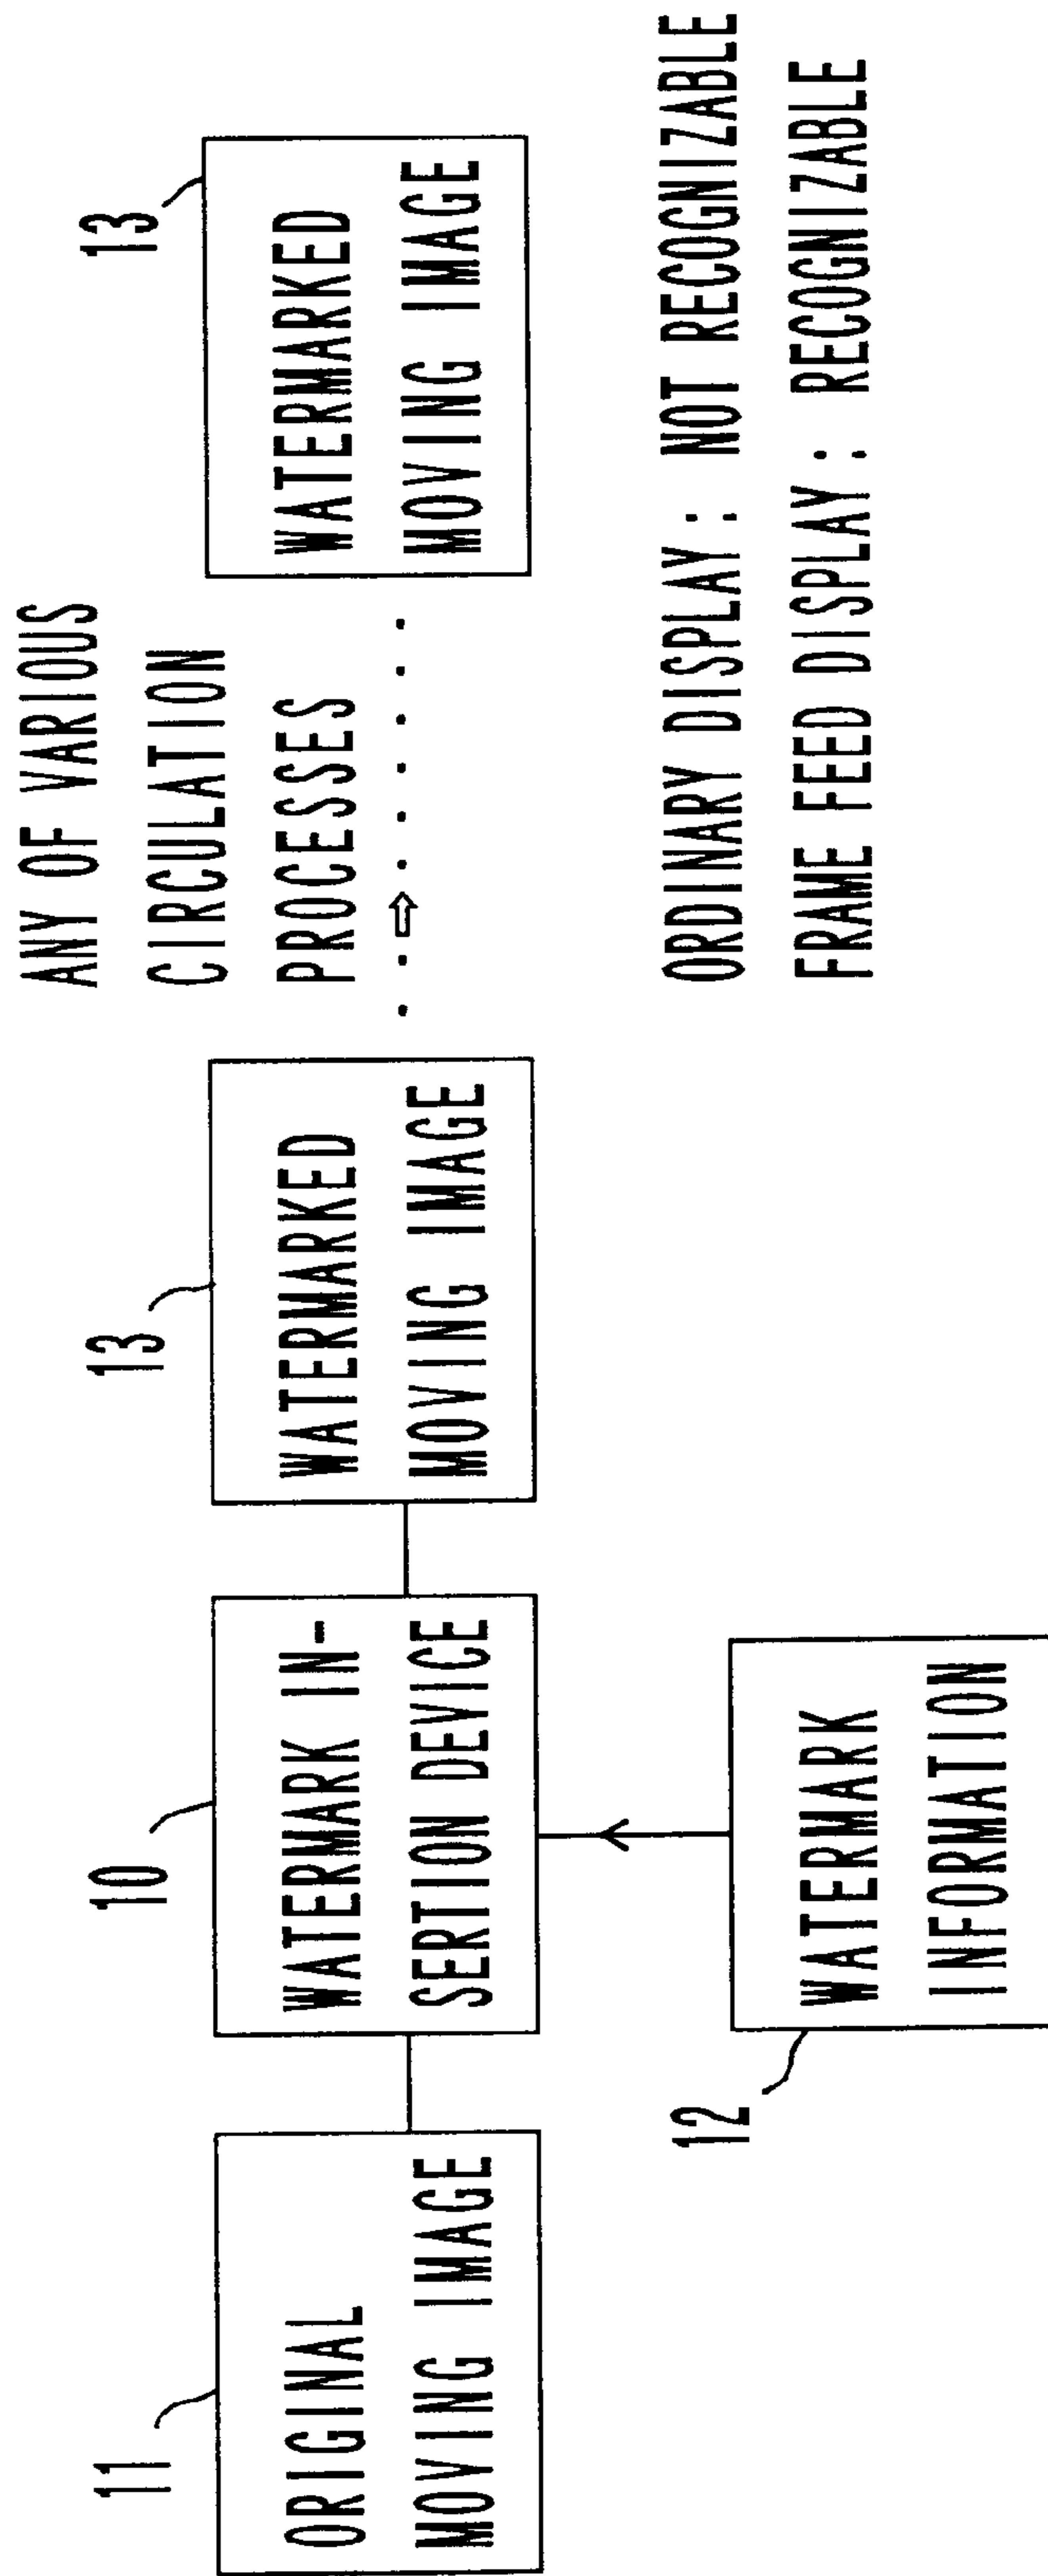 11
ORIGINAL
MOVING IMAGE
10
WATERMARK IN-
SERTION DEVICE
12
WATERMARK
INFORMATION
13
WATERMARKED
MOVING IMAGE
ANY OF VARIOUS
CIRCULATION
PROCESSES
13
WATERMARKED
MOVING IMAGE
ORDINARY DISPLAY : NOT RECOGNIZABLE
FRAME FEED DISPLAY : RECOGNIZABLE